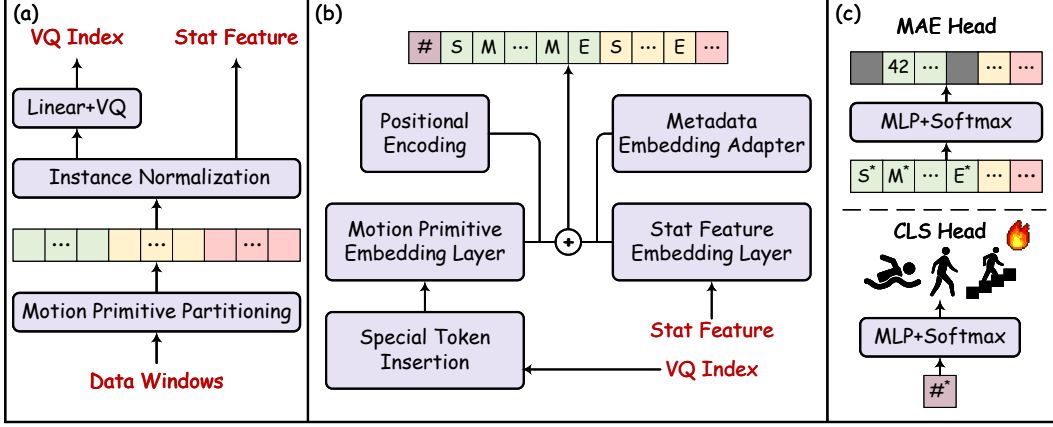 (a)
VQ Index
Stat Feature
Linear+VQ
Instance Normalization
... ... ...
Motion Primitive Partitioning
Data Windows
(b)
# S M ... M E S ... E ...
Positional
Encoding
Metadata
Embedding Adapter
Motion Primitive
Embedding Layer
+
Stat Feature
Embedding Layer
Special Token
Insertion
Stat Feature
VQ Index
(c)
MAE Head
42 ... ... ...
MLP+Softmax
S* M* ... E* ... ...
CLS Head
MLP+Softmax
#*